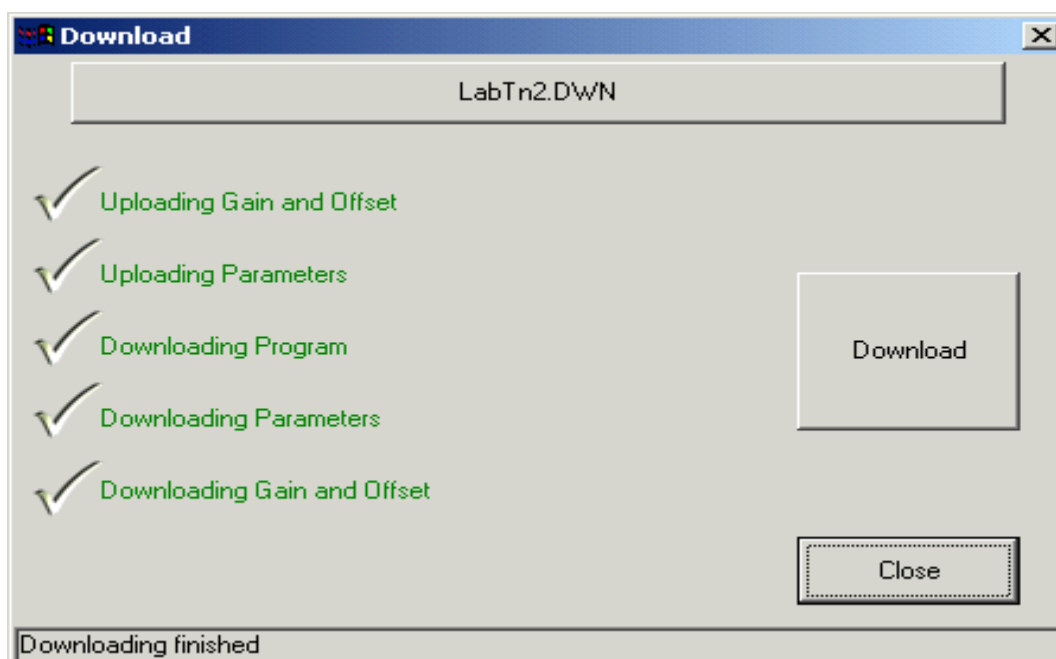 Download
LabTn2.DWN
Uploading Gain and Offset
Uploading Parameters
Downloading Program
Downloading Parameters
Downloading Gain and Offset
Download
Close
Downloading finished